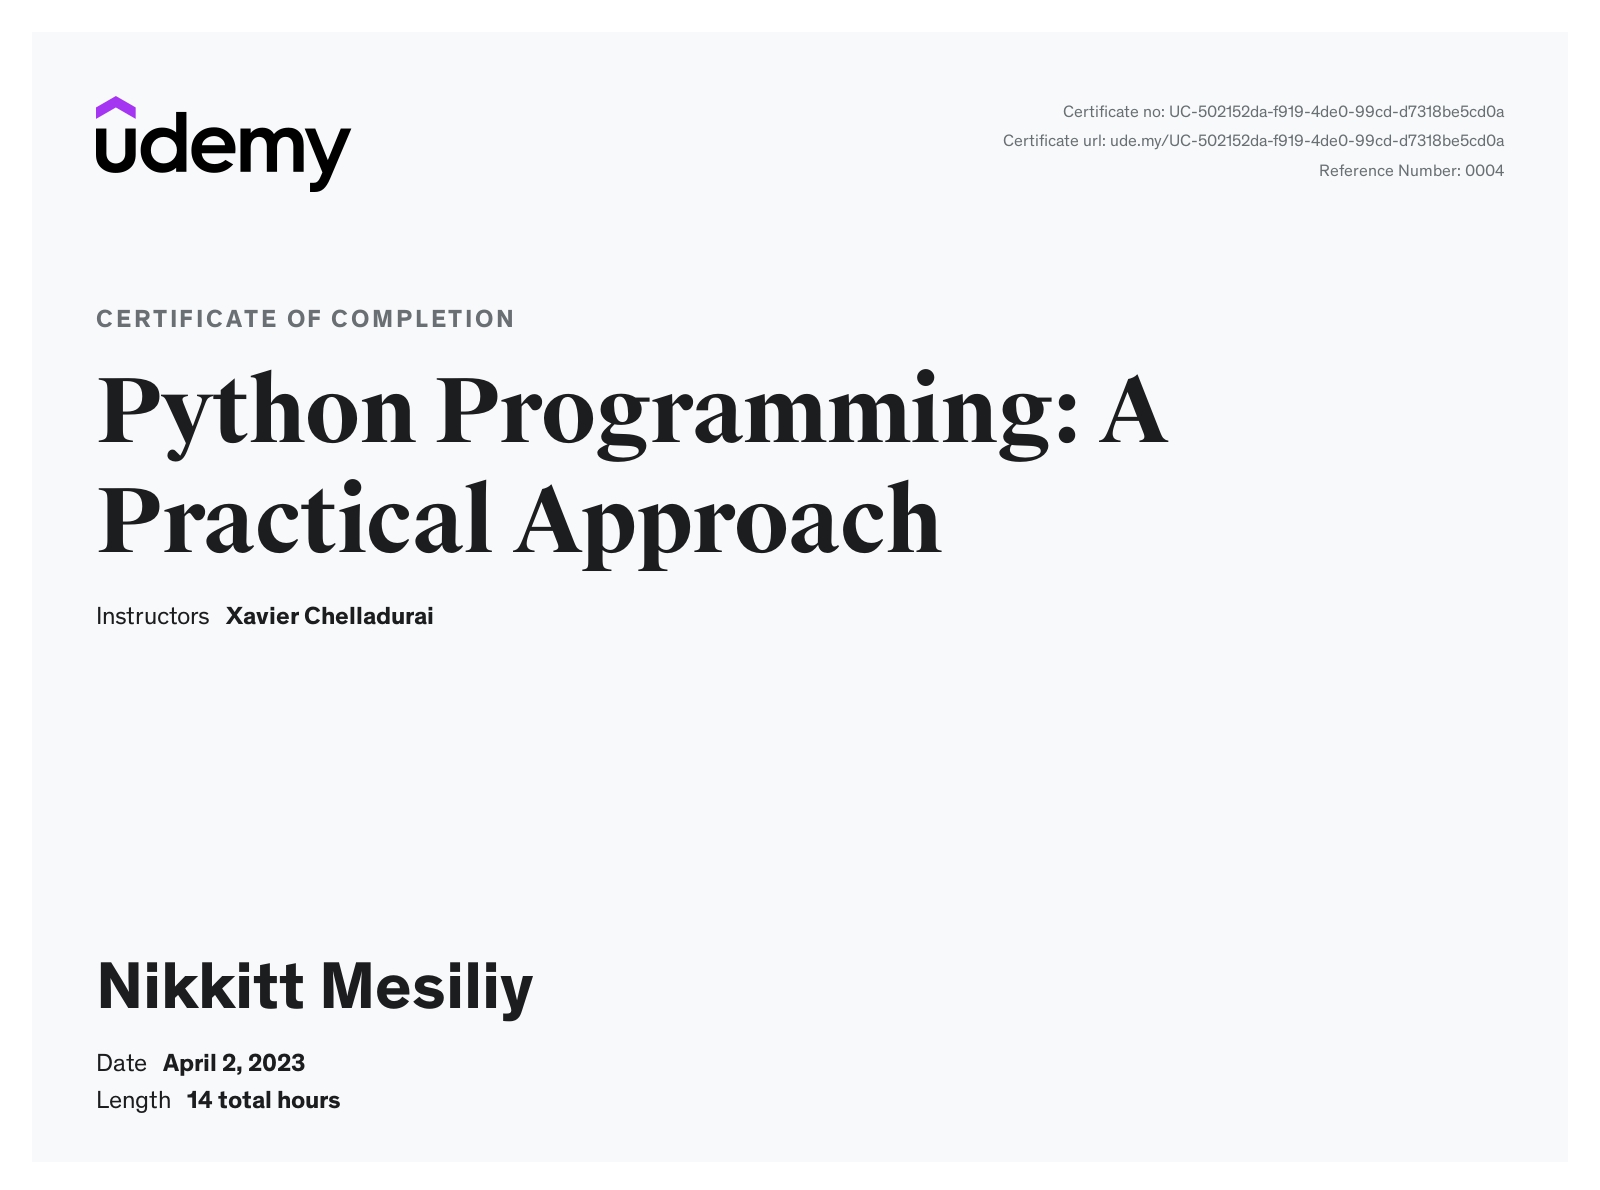 udemy
Certificate no: UC-502152da-f919-4de0-99cd-d7318be5cd0a
Certificate url: ude.my/UC-502152da-f919-4de0-99cd-d7318be5cd0a
Reference Number: 0004
CERTIFICATE OF COMPLETION
Python Programming: A
Practical Approach
Instructors Xavier Chelladurai
Nikkitt Mesiliy
Date April 2, 2023
Length 14 total hours